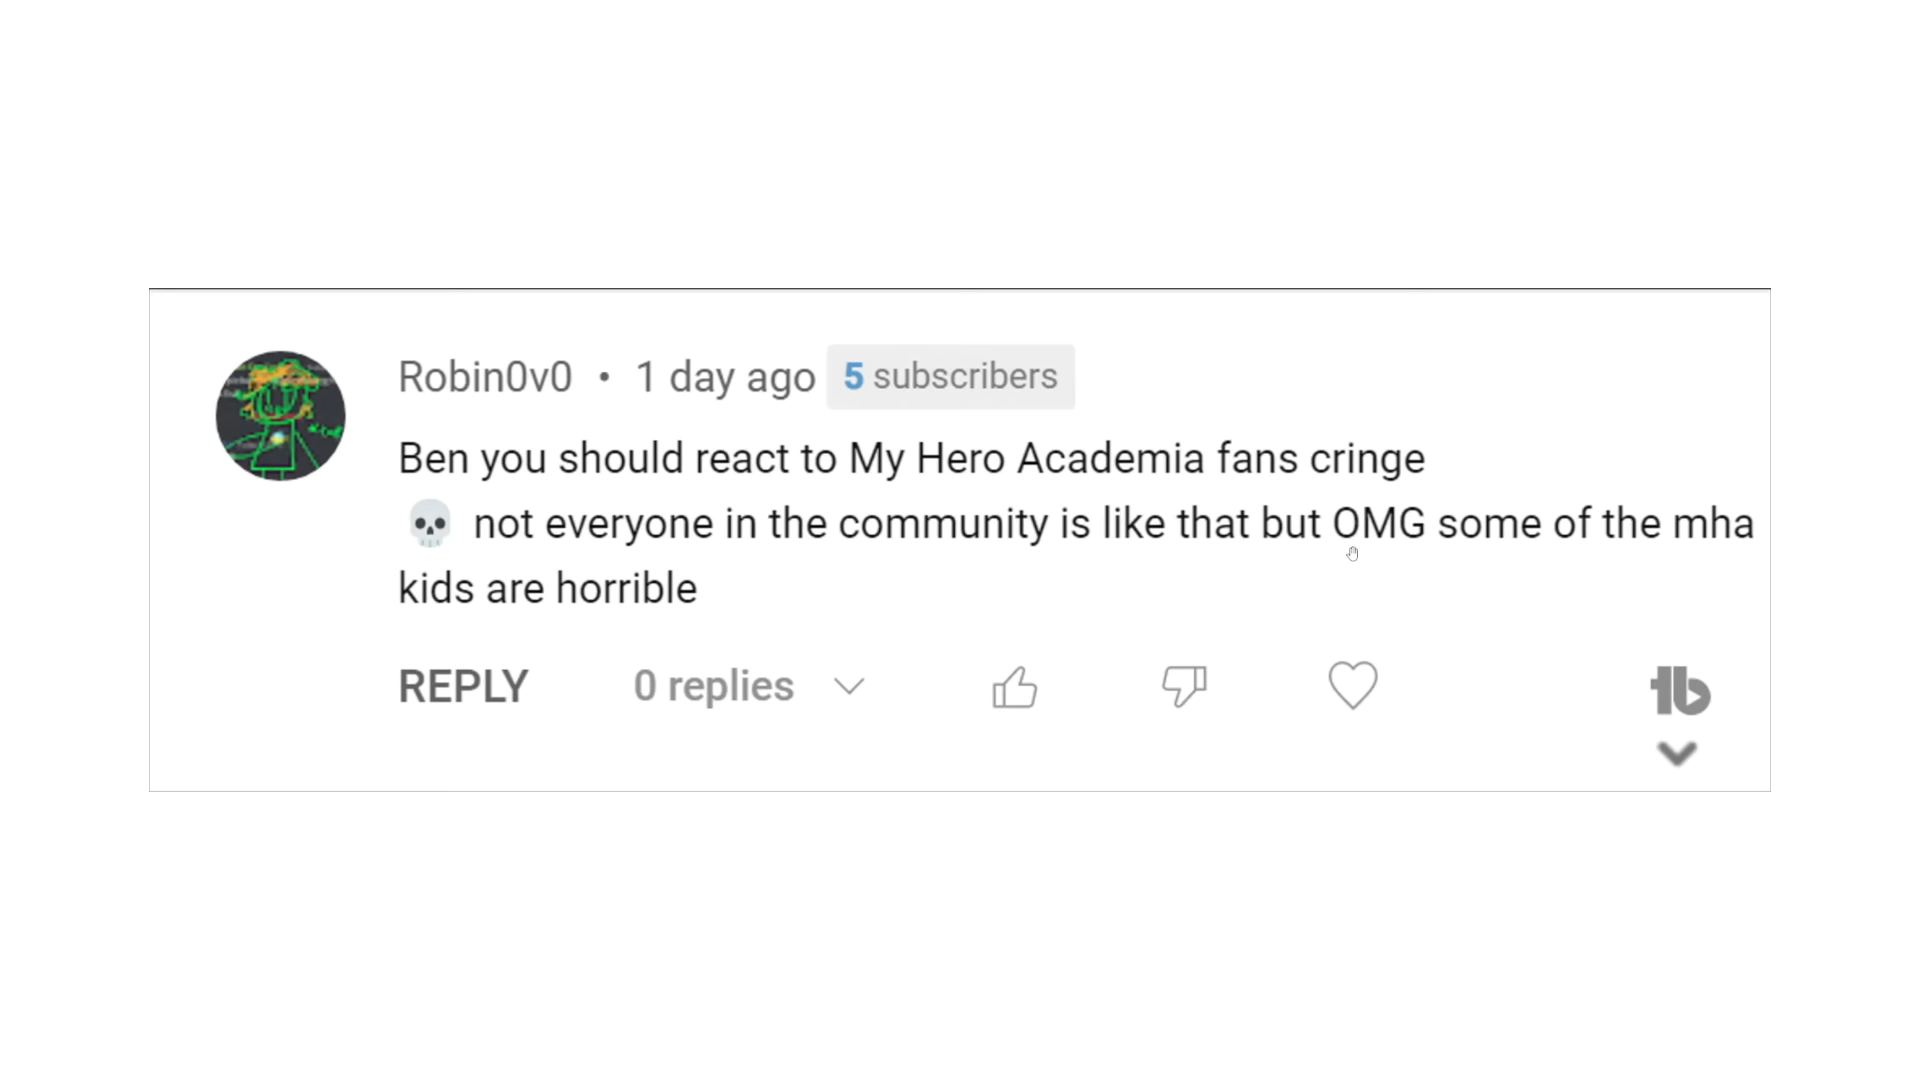 Robin0v0 • 1 day ago 5 subscribers
Ben you should react to My Hero Academia fans cringe
💀 not everyone in the community is like that but OMG some of the mha
kids are horrible
REPLY 0 replies
tb